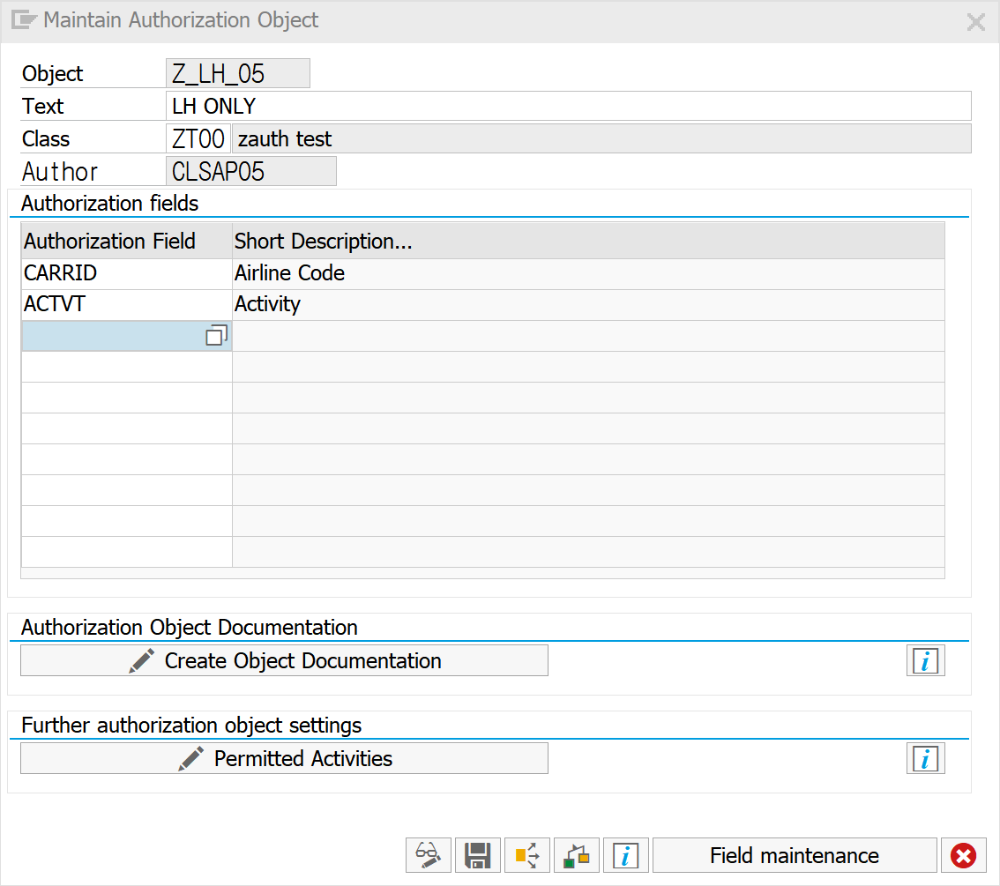 Maintain Authorization Object
Object Z_LH_05
Text LH ONLY
Class ZT00 zauth test
Author CLSAP05
Authorization fields
Authorization Field Short Description...
CARRID Airline Code
ACTVT Activity
Authorization Object Documentation
Create Object Documentation i
Further authorization object settings
Permitted Activities i
i Field maintenance